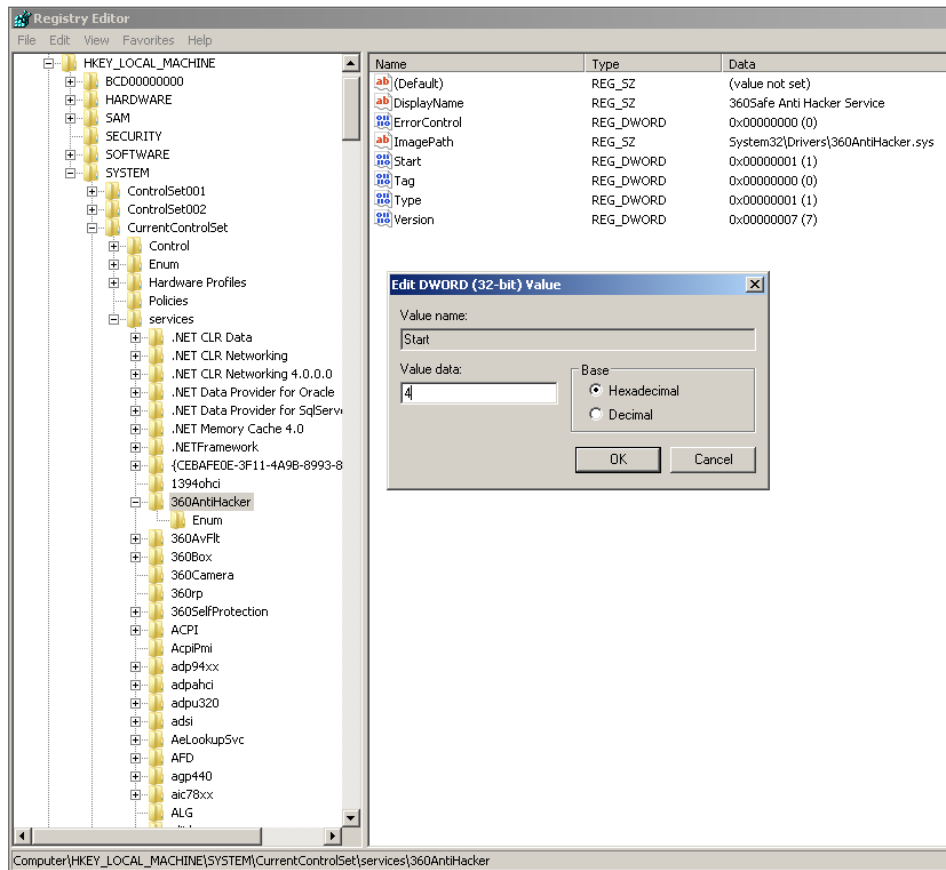 Registry Editor
File Edit View Favorites Help
HKEY_LOCAL_MACHINE
BCD00000000
HARDWARE
SAM
SECURITY
SOFTWARE
SYSTEM
ControlSet001
ControlSet002
CurrentControlSet
Control
Enum
Hardware Profiles
Policies
services
.NET CLR Data
.NET CLR Networking
.NET CLR Networking 4.0.0.0
.NET Data Provider for Oracle
.NET Data Provider for SqlServe
.NET Memory Cache 4.0
.NETFramework
{CEBAFE0E-3F11-4A9B-8993-8
1394ohci
360AntiHacker
Enum
360AvFlt
360Box
360Camera
360rp
360SelfProtection
ACPI
AcpiPmi
adp94xx
adpahci
adpu320
adsi
AeLookupSvc
AFD
agp440
aic78xx
ALG
Name Type Data
(Default) REG_SZ (value not set)
DisplayName REG_SZ 360Safe Anti Hacker Service
ErrorControl REG_DWORD 0x00000000 (0)
ImagePath REG_SZ System32\Drivers\360AntiHacker.sys
Start REG_DWORD 0x00000001 (1)
Tag REG_DWORD 0x00000000 (0)
Type REG_DWORD 0x00000001 (1)
Version REG_DWORD 0x00000007 (7)
Edit DWORD (32-bit) Value
Value name:
Start
Value data:
4
Base
Hexadecimal
Decimal
OK Cancel
Computer\HKEY_LOCAL_MACHINE\SYSTEM\CurrentControlSet\services\360AntiHacker